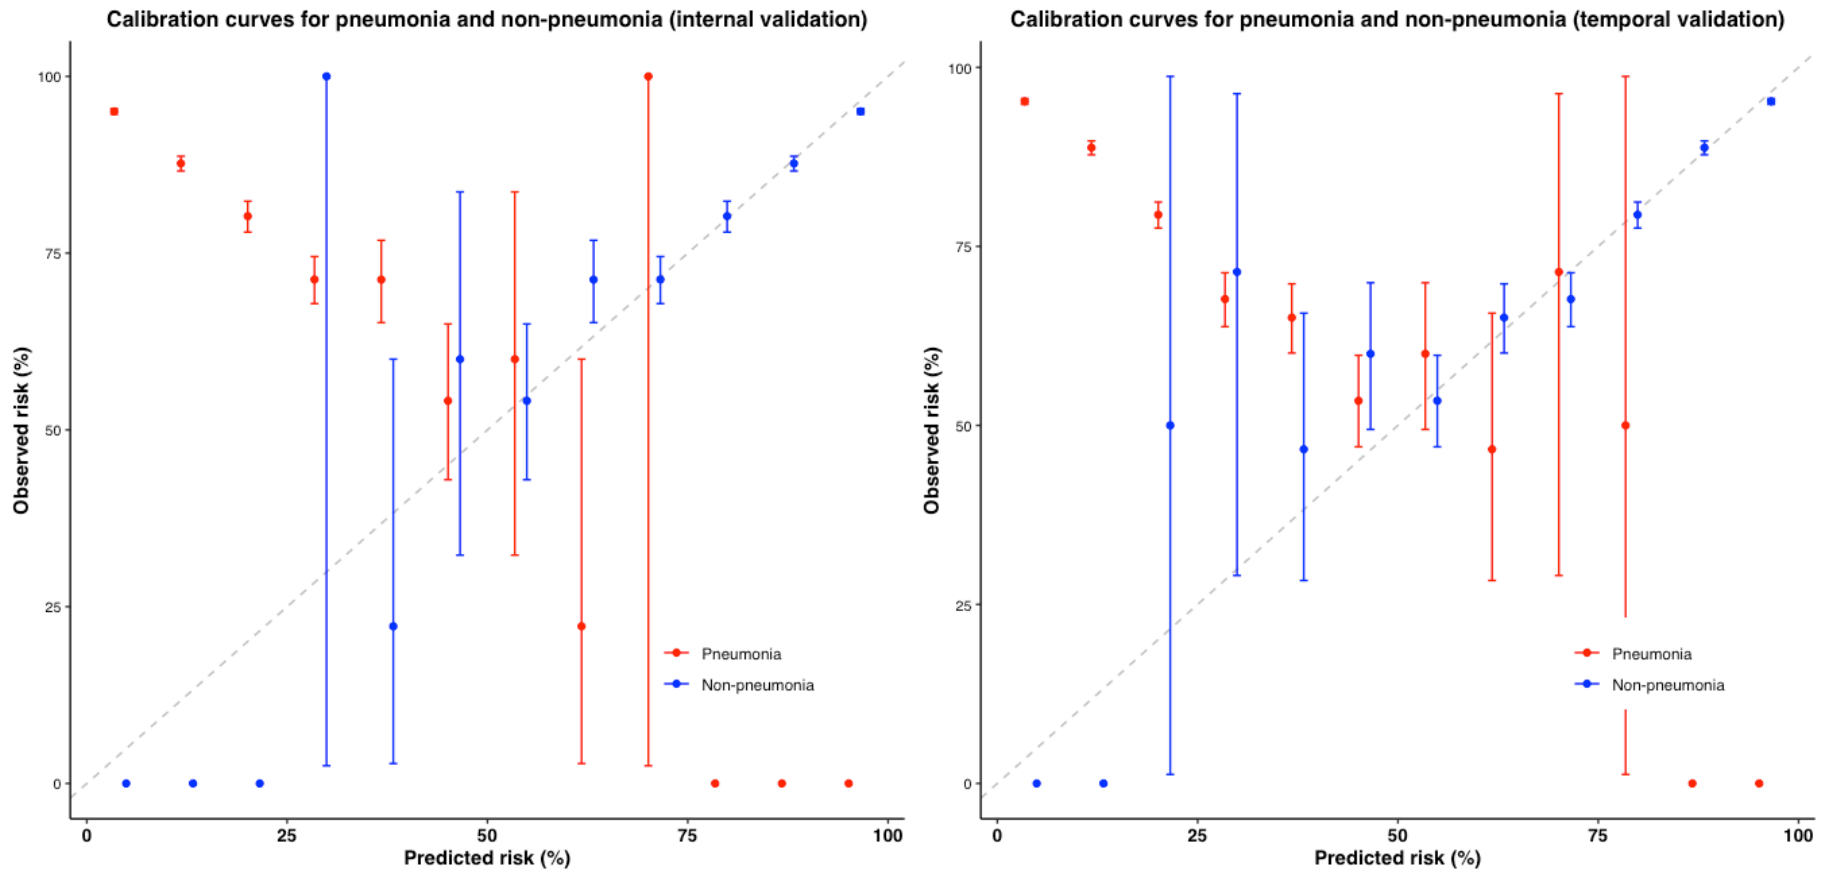 Calibration curves for pneumonia and non-pneumonia (internal validation)
100
75
50
25
0
Observed risk (%)
Pneumonia
Non-pneumonia
0 25 50 75 100
Predicted risk (%)
Calibration curves for pneumonia and non-pneumonia (temporal validation)
100
75
50
25
0
Observed risk (%)
Pneumonia
Non-pneumonia
0 25 50 75 100
Predicted risk (%)